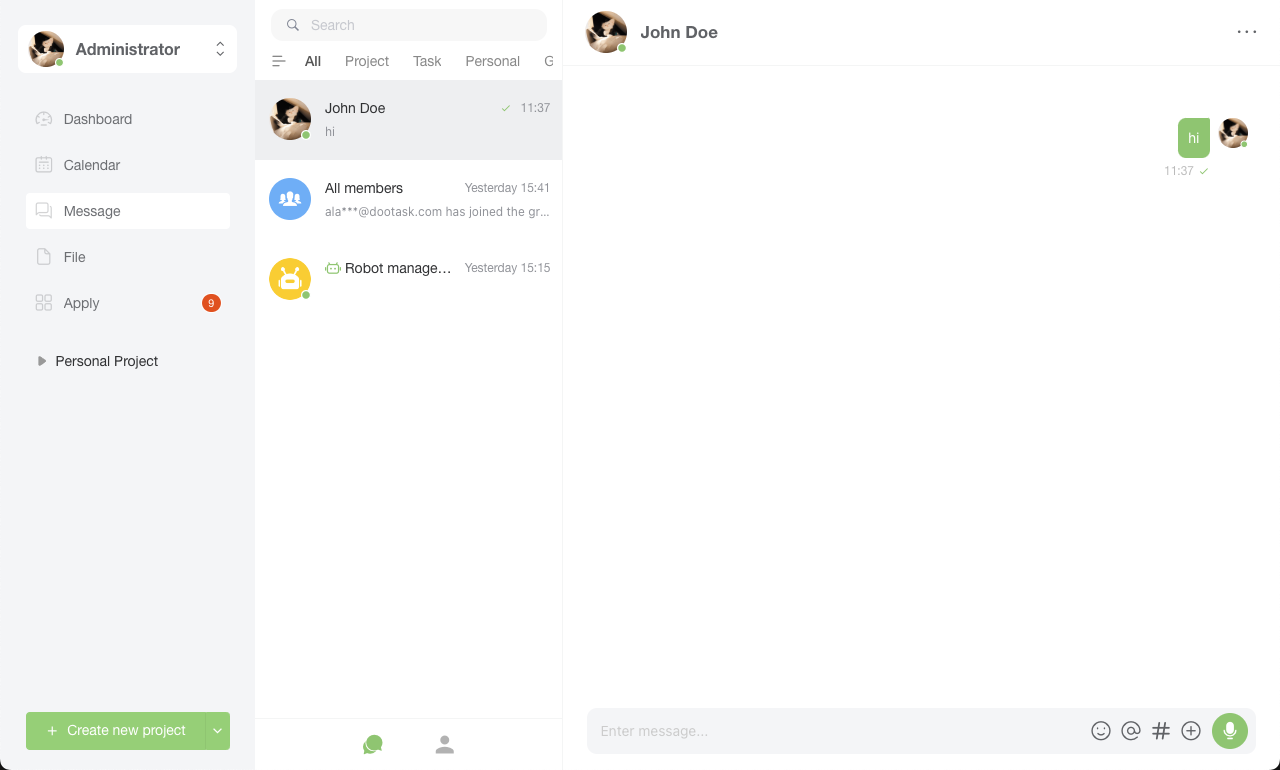 Administrator
Dashboard
Calendar
Message
File
Apply
9
Personal Project
+ Create new project
Search
All Project Task Personal G
John Doe 11:37
hi
All members Yesterday 15:41
ala***@dootask.com has joined the gr...
Robot manage... Yesterday 15:15
John Doe
hi
11:37
Enter message...